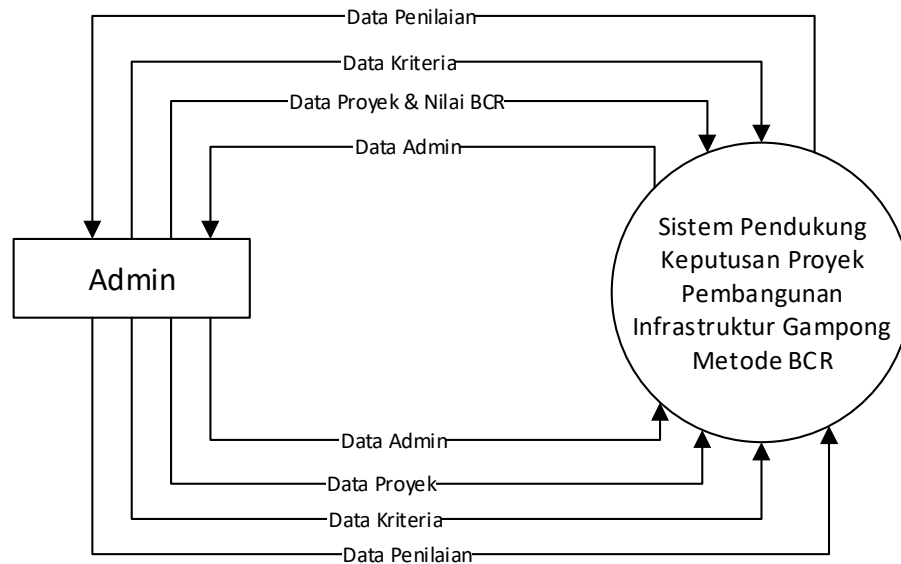 Data Penilaian
Data Kriteria
Data Proyek & Nilai BCR
Data Admin
Admin
Sistem Pendukung
Keputusan Proyek
Pembangunan
Infrastruktur Gampong
Metode BCR
Data Admin
Data Proyek
Data Kriteria
Data Penilaian